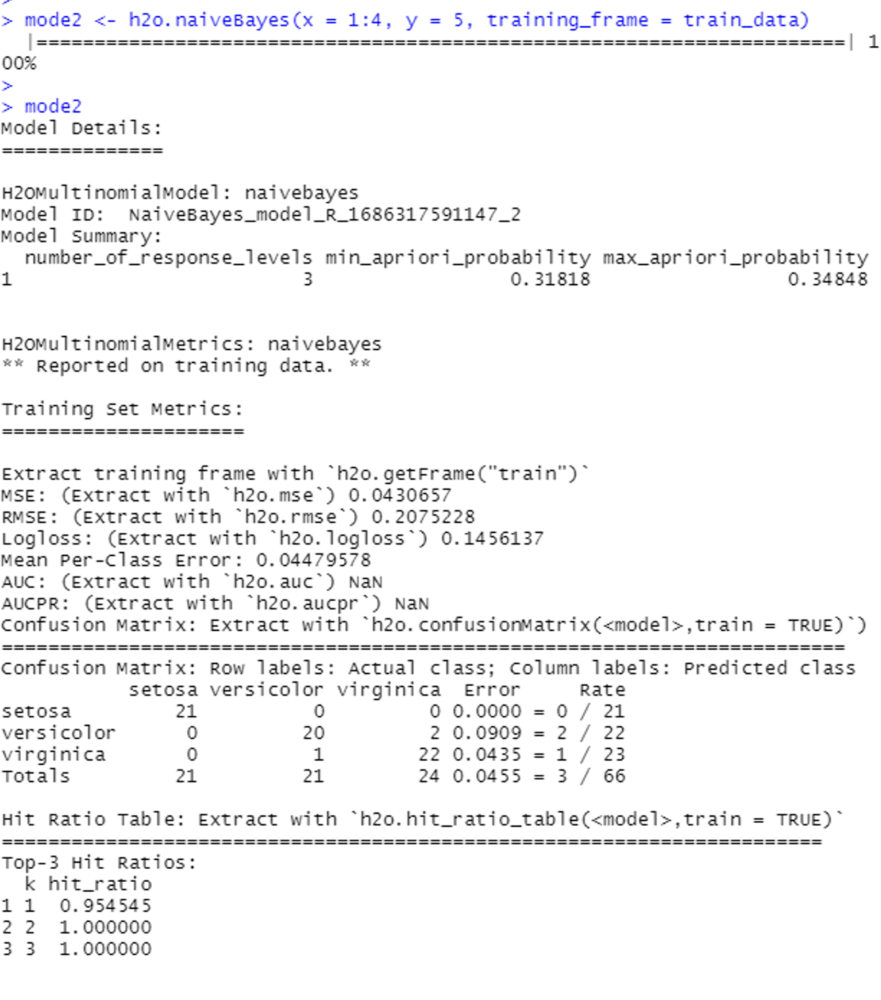 >
> mode2 <- h2o.naiveBayes(x = 1:4, y = 5, training_frame = train_data)
  |======================================================================| 1
00%
>
> mode2
Model Details:
==============

H2OMultinomialModel: naivebayes
Model ID:  NaiveBayes_model_R_1686317591147_2
Model Summary:
  number_of_response_levels min_apriori_probability max_apriori_probability
1                         3                 0.31818                 0.34848


H2OMultinomialMetrics: naivebayes
** Reported on training data. **

Training Set Metrics:
=====================

Extract training frame with `h2o.getFrame("train")`
MSE: (Extract with `h2o.mse`) 0.0430657
RMSE: (Extract with `h2o.rmse`) 0.2075228
Logloss: (Extract with `h2o.logloss`) 0.1456137
Mean Per-Class Error: 0.04479578
AUC: (Extract with `h2o.auc`) NaN
AUCPR: (Extract with `h2o.aucpr`) NaN
Confusion Matrix: Extract with `h2o.confusionMatrix(<model>,train = TRUE)`)
=========================================================================
Confusion Matrix: Row labels: Actual class; Column labels: Predicted class
           setosa versicolor virginica  Error     Rate
setosa         21          0         0 0.0000 = 0 / 21
versicolor      0         20         2 0.0909 = 2 / 22
virginica       0          1        22 0.0435 = 1 / 23
Totals         21         21        24 0.0455 = 3 / 66

Hit Ratio Table: Extract with `h2o.hit_ratio_table(<model>,train = TRUE)`
=======================================================================
Top-3 Hit Ratios:
  k hit_ratio
1 1  0.954545
2 2  1.000000
3 3  1.000000